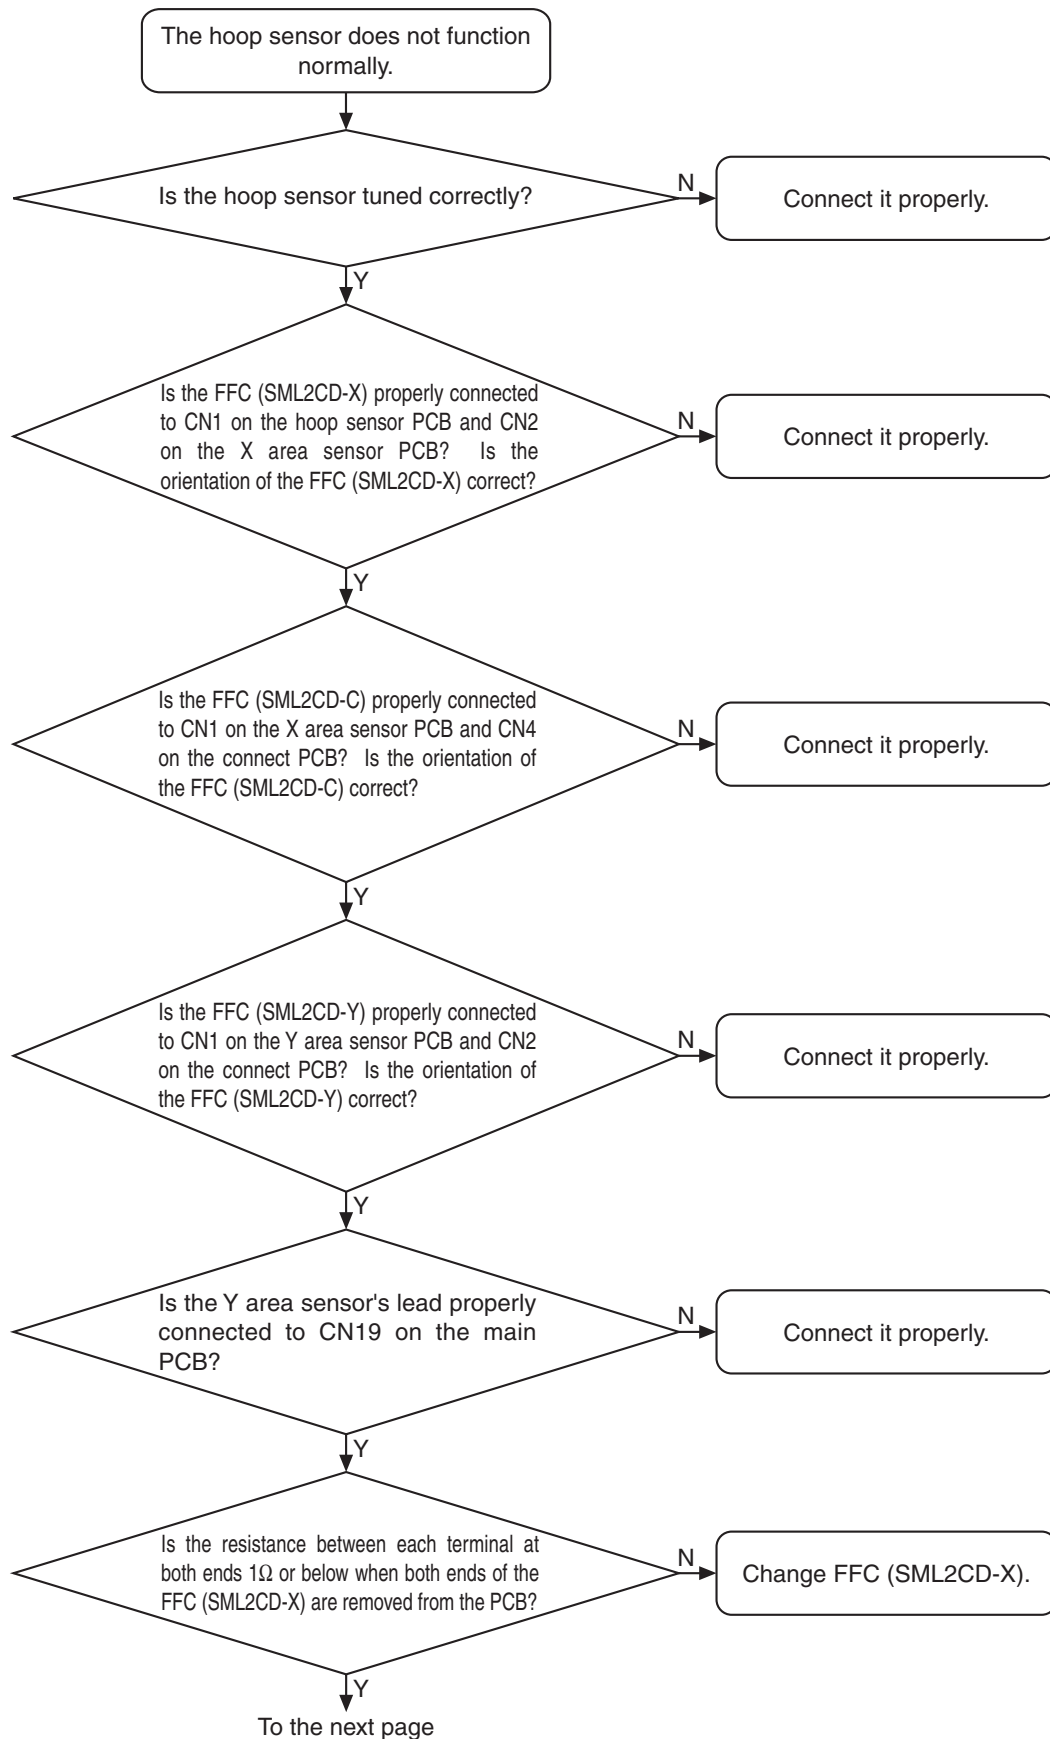 The hoop sensor does not function
normally.
Is the hoop sensor tuned correctly?
N
Connect it properly.
Y
Is the FFC (SML2CD-X) properly connected
to CN1 on the hoop sensor PCB and CN2
on the X area sensor PCB? Is the
orientation of the FFC (SML2CD-X) correct?
N
Connect it properly.
Y
Is the FFC (SML2CD-C) properly connected
to CN1 on the X area sensor PCB and CN4
on the connect PCB? Is the orientation of
the FFC (SML2CD-C) correct?
N
Connect it properly.
Y
Is the FFC (SML2CD-Y) properly connected
to CN1 on the Y area sensor PCB and CN2
on the connect PCB? Is the orientation of
the FFC (SML2CD-Y) correct?
N
Connect it properly.
Y
Is the Y area sensor's lead properly
connected to CN19 on the main
PCB?
N
Connect it properly.
Y
Is the resistance between each terminal at
both ends 1Ω or below when both ends of the
FFC (SML2CD-X) are removed from the PCB?
N
Change FFC (SML2CD-X).
Y
To the next page